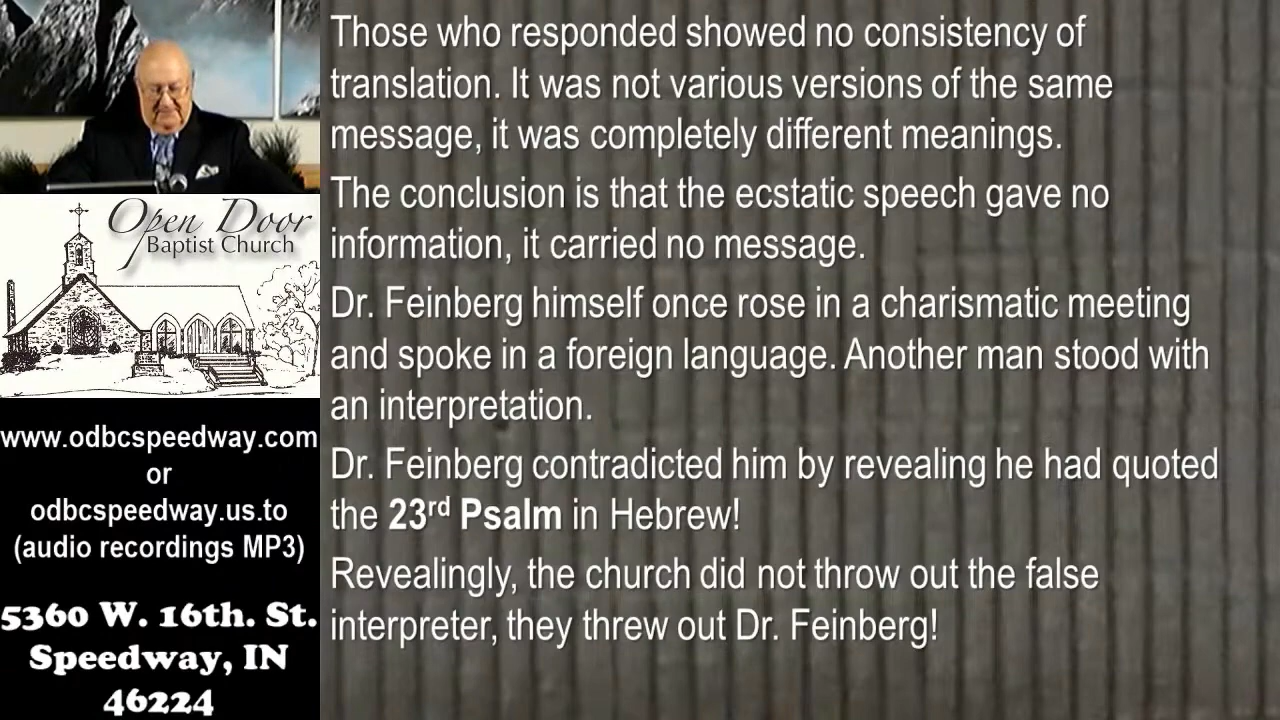 Those who responded showed no consistency of
translation. It was not various versions of the same
message, it was completely different meanings.
The conclusion is that the ecstatic speech gave no
information, it carried no message.
Dr. Feinberg himself once rose in a charismatic meeting
and spoke in a foreign language. Another man stood with
an interpretation.
Dr. Feinberg contradicted him by revealing he had quoted
the 23rd Psalm in Hebrew!
Revealingly, the church did not throw out the false
interpreter, they threw out Dr. Feinberg!
Open Door
Baptist Church
www.odbcspeedway.com
or
odbcspeedway.us.to
(audio recordings MP3)
5360 W. 16th. St.
Speedway, IN
46224